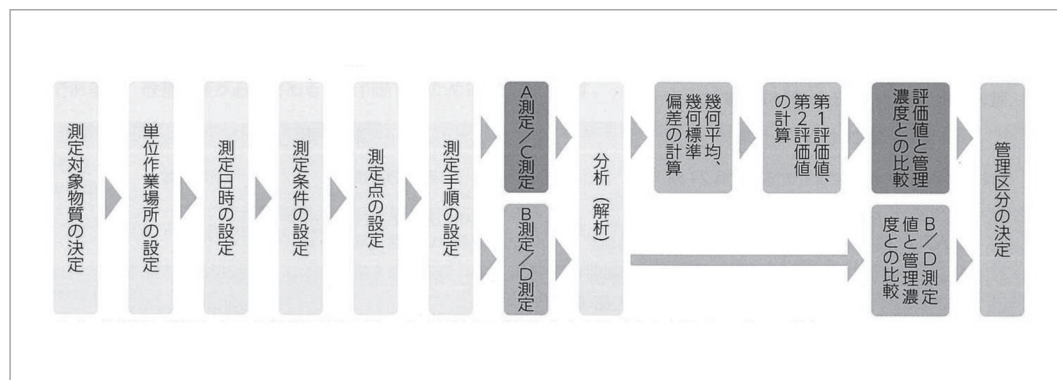 測定対象物質の決定
単位作業場所の設定
測定日時の設定
測定条件の設定
測定点の設定
測定手順の設定
A測定/C測定
B測定/D測定
分析(解析)
幾何平均、
幾何標準
偏差の計算
第1評価値、
第2評価値
の計算
評価値と管理
濃度との比較
B/D測定
値と管理濃
度との比較
管理区分の決定